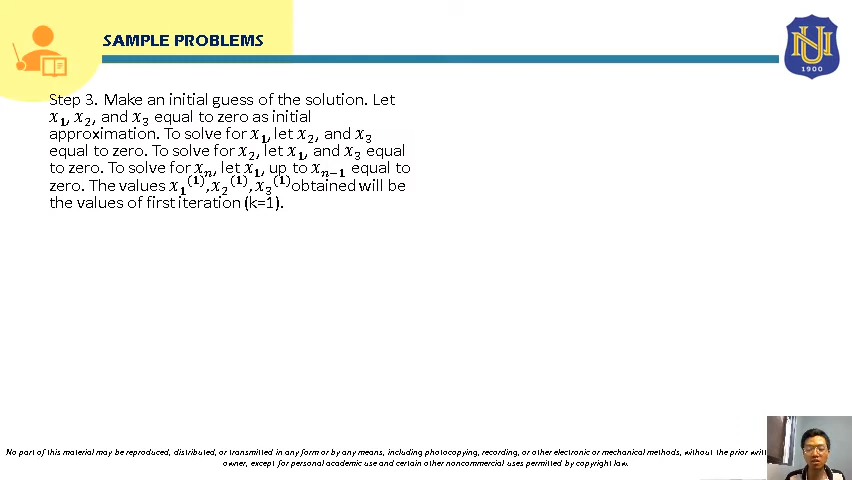 SAMPLE PROBLEMS
NU
1900
Step 3. Make an initial guess of the solution. Let
𝑥₁, 𝑥₂, and 𝑥₃ equal to zero as initial
approximation. To solve for 𝑥₁, let 𝑥₂, and 𝑥₃
equal to zero. To solve for 𝑥₂, let 𝑥₁, and 𝑥₃ equal
to zero. To solve for 𝑥ₙ, let 𝑥₁, up to 𝑥ₙ₋₁ equal to
zero. The values 𝑥₁⁽¹⁾,𝑥₂⁽¹⁾,𝑥₃⁽¹⁾obtained will be
the values of first iteration (k=1).
No part of this material may be reproduced, distributed, or transmitted in any form or by any means, including photocopying, recording, or other electronic or mechanical methods, without the prior
owner, except for personal academic use and certain other noncommercial uses permitted by copyright law.